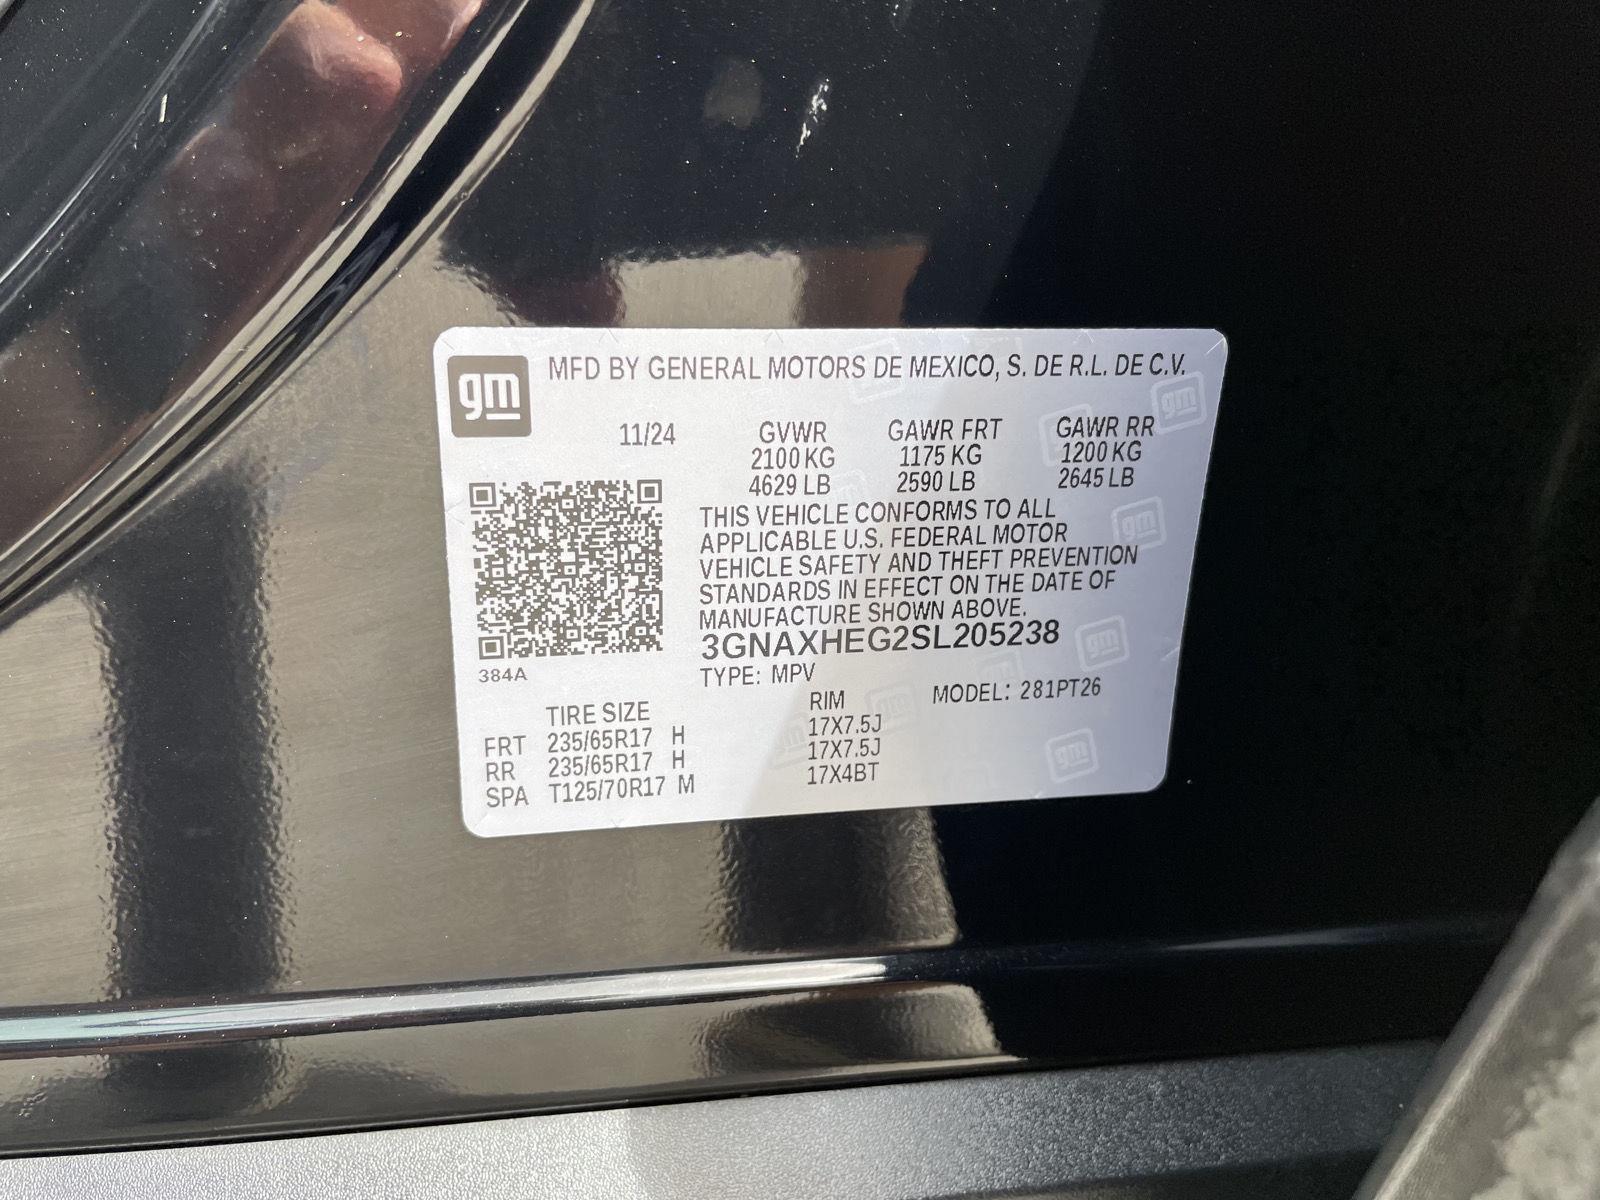 gm MFD BY GENERAL MOTORS DE MEXICO, S. DE R.L. DE C.V.
11/24 GVWR GAWR FRT GAWR RR
2100 KG 1175 KG 1200 KG
4629 LB 2590 LB 2645 LB
THIS VEHICLE CONFORMS TO ALL
APPLICABLE U.S. FEDERAL MOTOR
VEHICLE SAFETY AND THEFT PREVENTION
STANDARDS IN EFFECT ON THE DATE OF
MANUFACTURE SHOWN ABOVE.
3GNAXHEG2SL205238
384A TYPE: MPV
TIRE SIZE RIM MODEL: 281PT26
FRT 235/65R17 H 17X7.5J
RR 235/65R17 H 17X7.5J
SPA T125/70R17 M 17X4BT